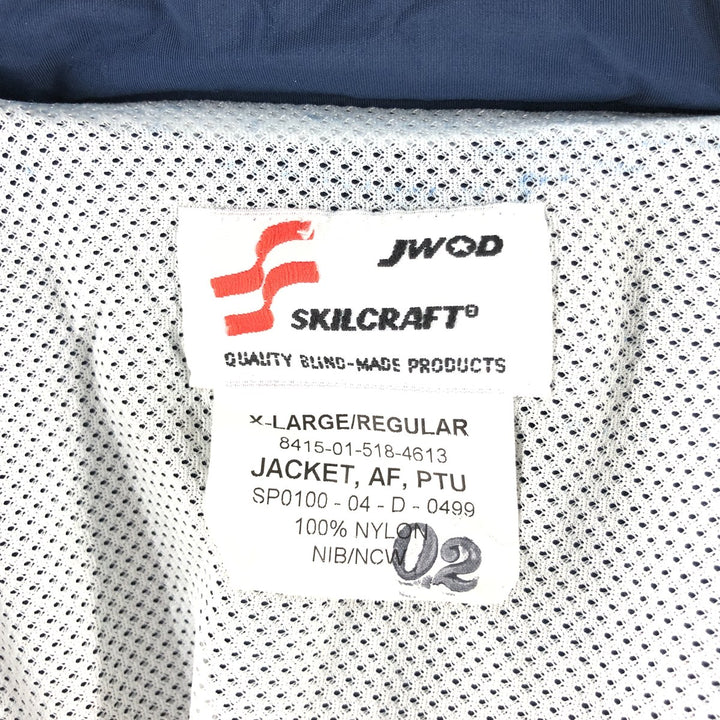 JWOD
SKILCRAFT®
QUALITY BLIND-MADE PRODUCTS
X-LARGE/REGULAR
8415-01-518-4613
JACKET, AF, PTU
SP0100 - 04 - D - 0499
100% NYLON
NIB/NCW
02